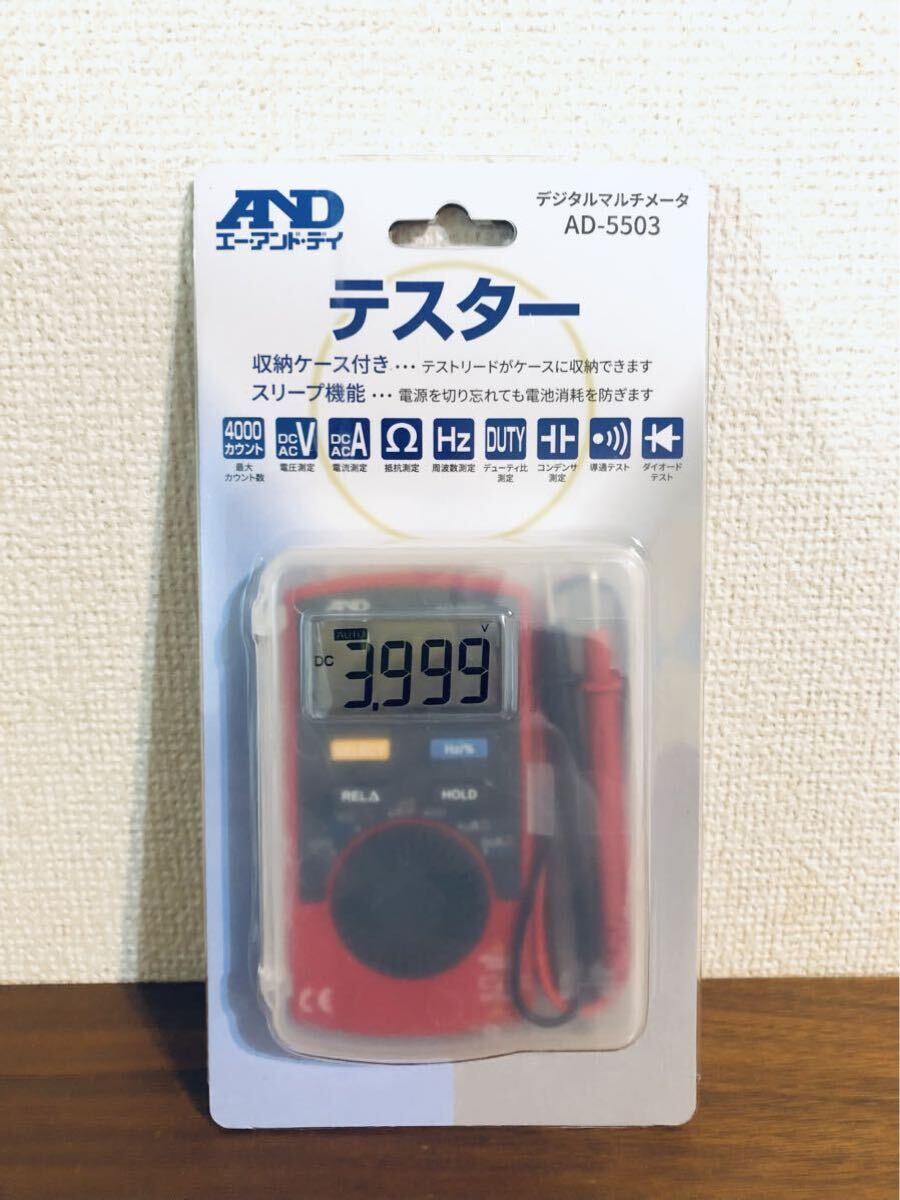 AND
エー・アンド・デイ
デジタルマルチメータ
AD-5503
テスター
収納ケース付き・・・テストリードがケースに収納できます
スリープ機能・・・電源を切り忘れても電池消耗を防ぎます
4000
カウント
DC
AC V
DC
AC A
Ω
Hz
DUTY
最大
カウント数
電圧測定
電流測定
抵抗測定
周波数測定
デューティ比
測定
コンデンサ
測定
導通テスト
ダイオード
テスト
AND
AUTO
V
DC
3.999
SELECT
Hz/%
REL△
HOLD
CE